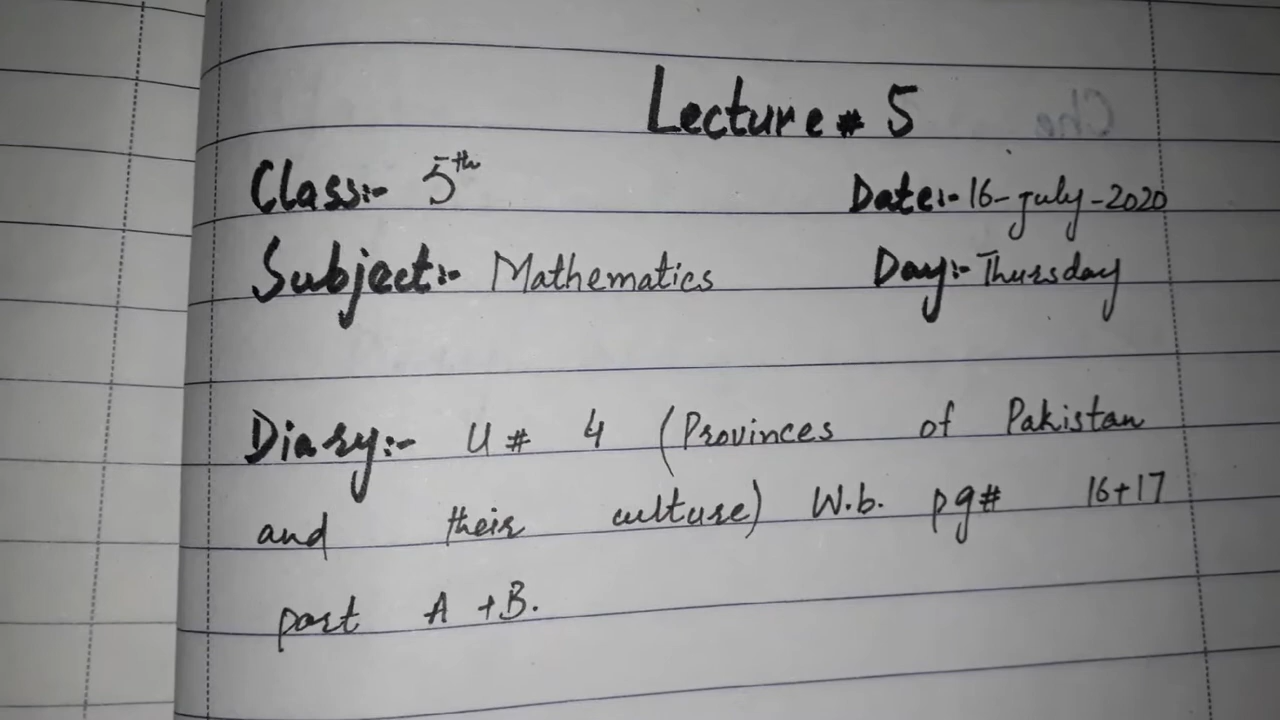 Lecture # 5
Class:- 5th
Date:- 16-july-2020
Subject:- Mathematics
Day:- Thursday
Diary:- U # 4 (Provinces of Pakistan
and their culture) W.b. pg# 16+17
part A +B.